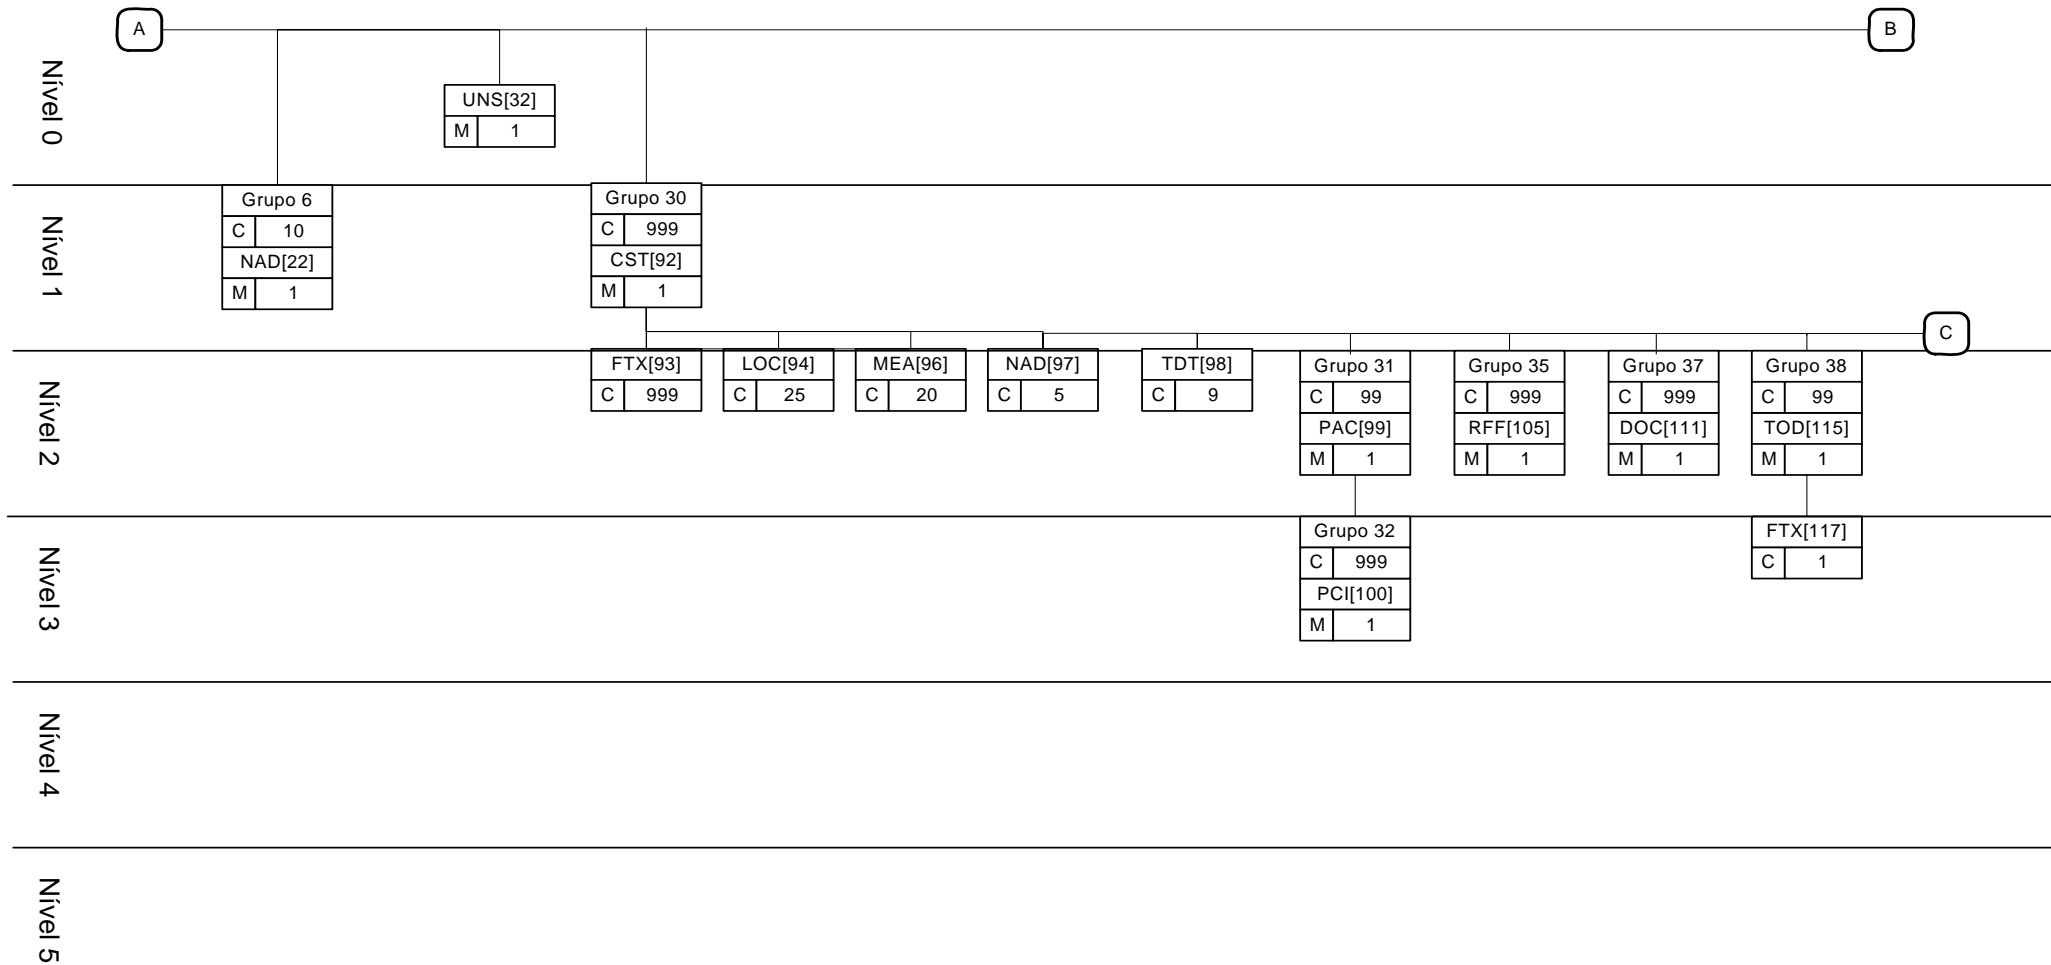 A
B
Nível 0
UNS[32]
M 1
Nível 1
Grupo 6
C 10
NAD[22]
M 1
Grupo 30
C 999
CST[92]
M 1
C
Nível 2
FTX[93]
C 999
LOC[94]
C 25
MEA[96]
C 20
NAD[97]
C 5
TDT[98]
C 9
Grupo 31
C 99
PAC[99]
M 1
Grupo 35
C 999
RFF[105]
M 1
Grupo 37
C 999
DOC[111]
M 1
Grupo 38
C 99
TOD[115]
M 1
Nível 3
Grupo 32
C 999
PCI[100]
M 1
FTX[117]
C 1
Nível 4
Nível 5